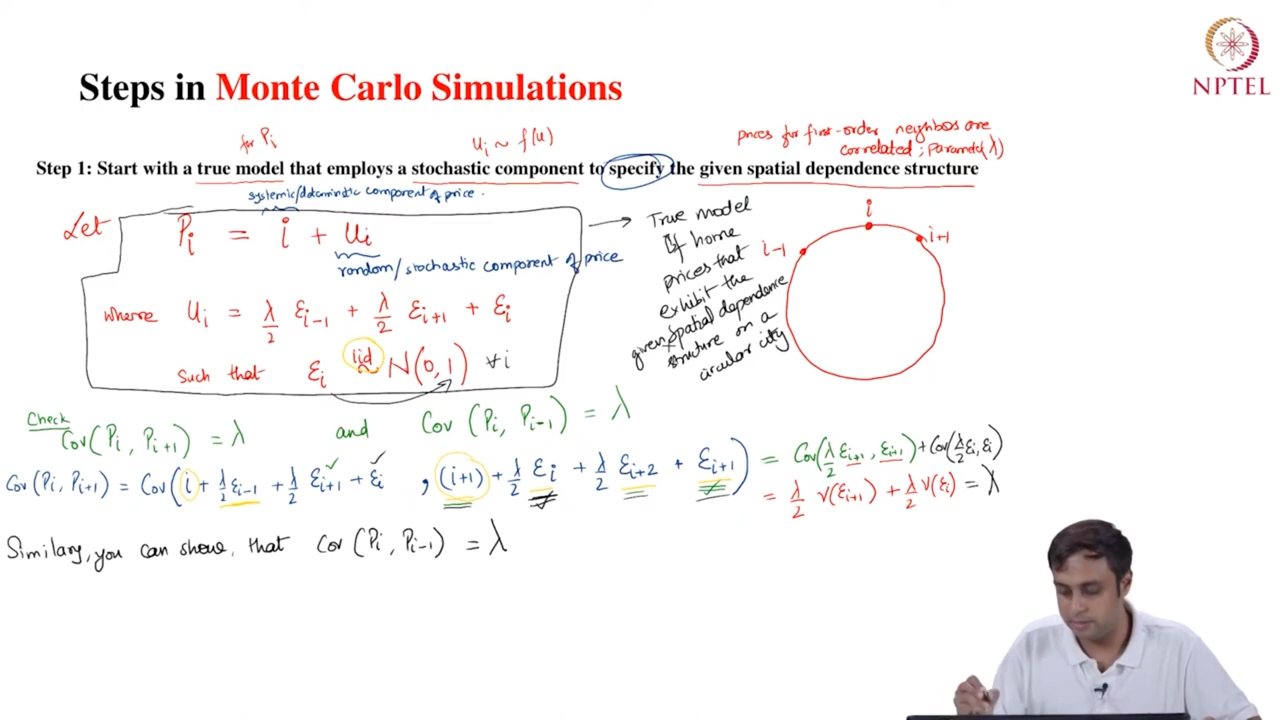 NPTEL
Steps in Monte Carlo Simulations
for Pi
ui ~ f(u)
prices for first-order neighbors are
correlated; parameter(λ)
Step 1: Start with a true model that employs a stochastic component to specify the given spatial dependence structure
systemic/deterministic component of price.
Let Pi = i + ui
random/stochastic component of price
where ui = λ/2 εi-1 + λ/2 εi+1 + εi
such that εi iid ~ N(0,1) ∀i
True model
of home
prices that
exhibit the
given spatial dependence
structure on a
circular city
i
i-1
i+1
Check
Cov(Pi, Pi+1) = λ and Cov(Pi, Pi-1) = λ
Cov(Pi, Pi+1) = Cov(i + λ/2 εi-1 + λ/2 εi+1 + εi, (i+1) + λ/2 εi + λ/2 εi+2 + εi+1) = Cov(λ/2 εi+1, εi+1) + Cov(λ/2 εi, εi)
= λ/2 V(εi+1) + λ/2 V(εi) = λ
Similary, you can show, that Cov(Pi, Pi-1) = λ